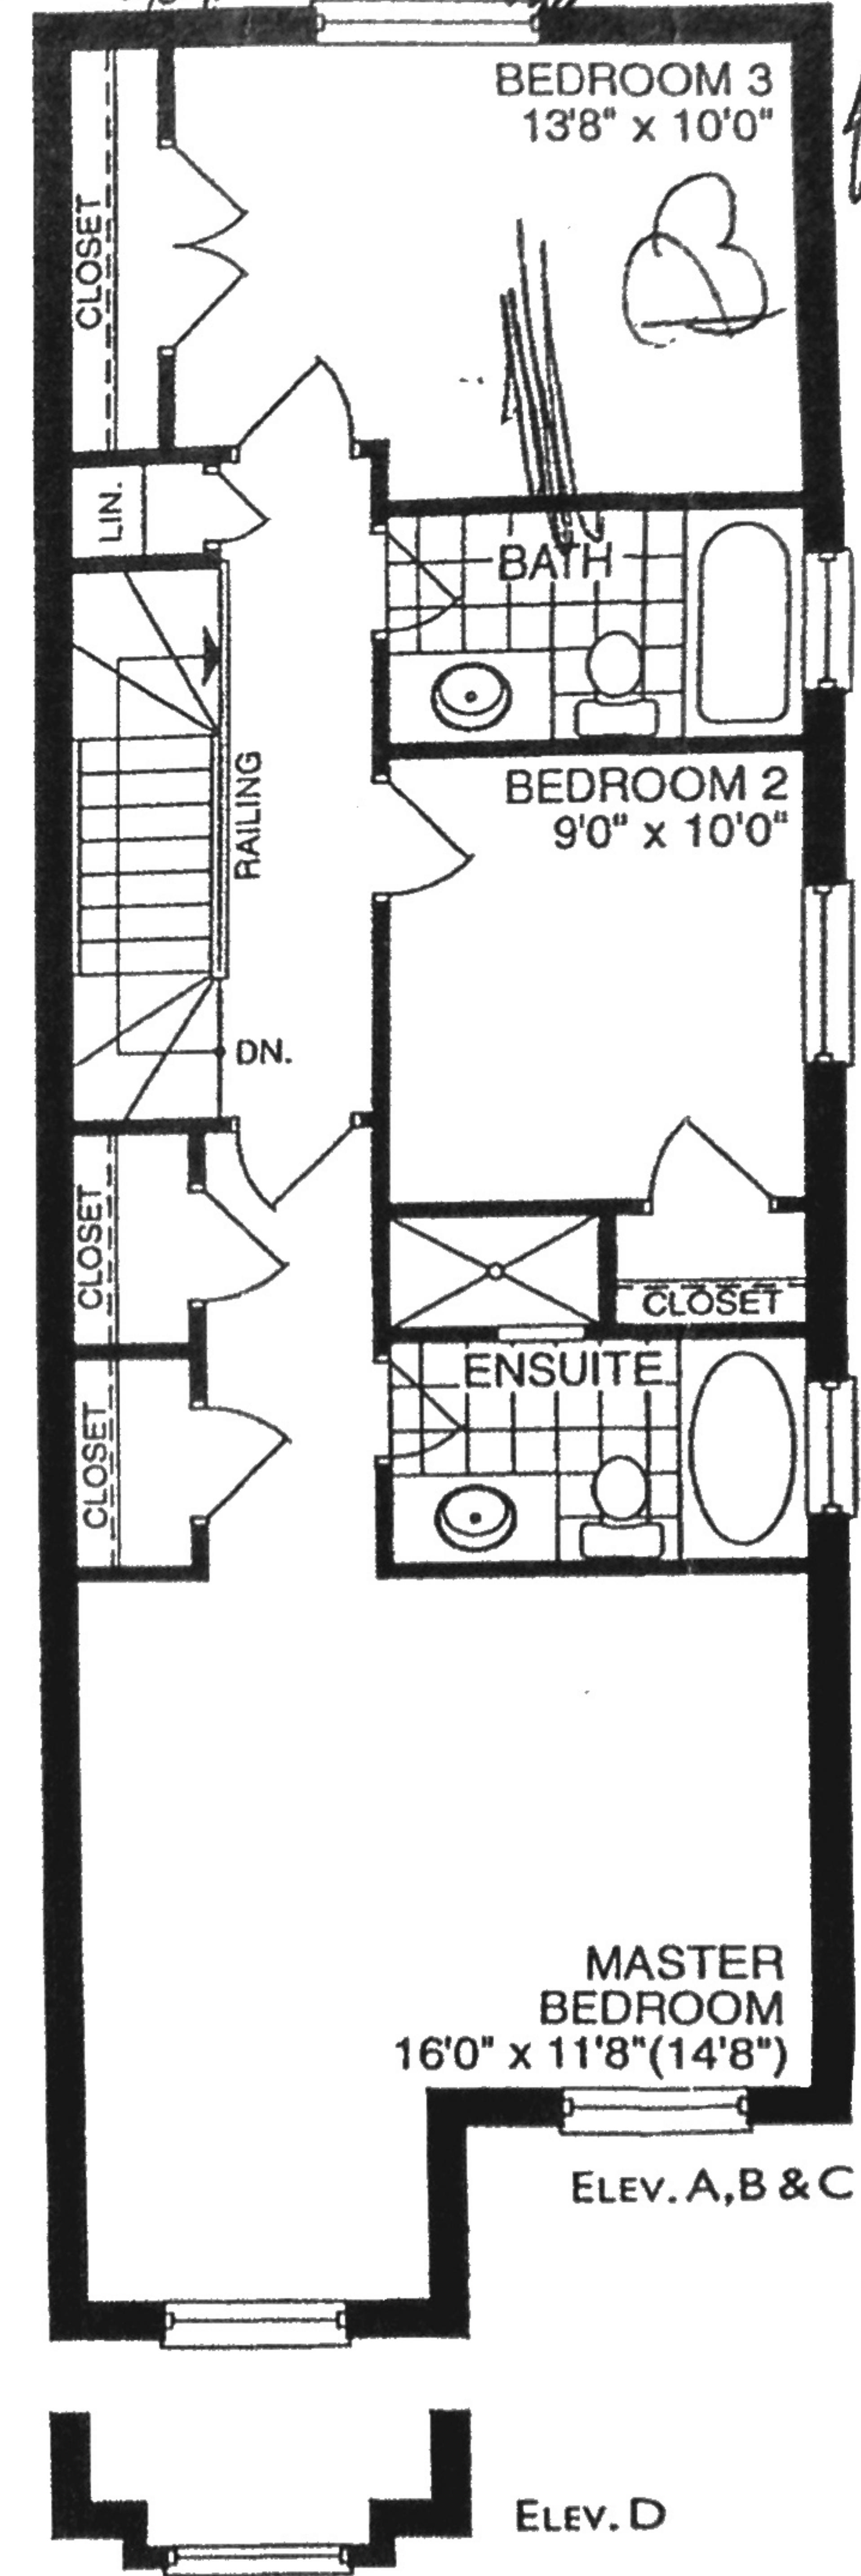 BEDROOM 3
13'8" x 10'0"
CLOSET
LIN.
BATH
RAILING
BEDROOM 2
9'0" x 10'0"
DN.
CLOSET
CLOSET
ENSUITE
CLOSET
MASTER
BEDROOM
16'0" x 11'8"(14'8")
ELEV. A,B & C
ELEV. D